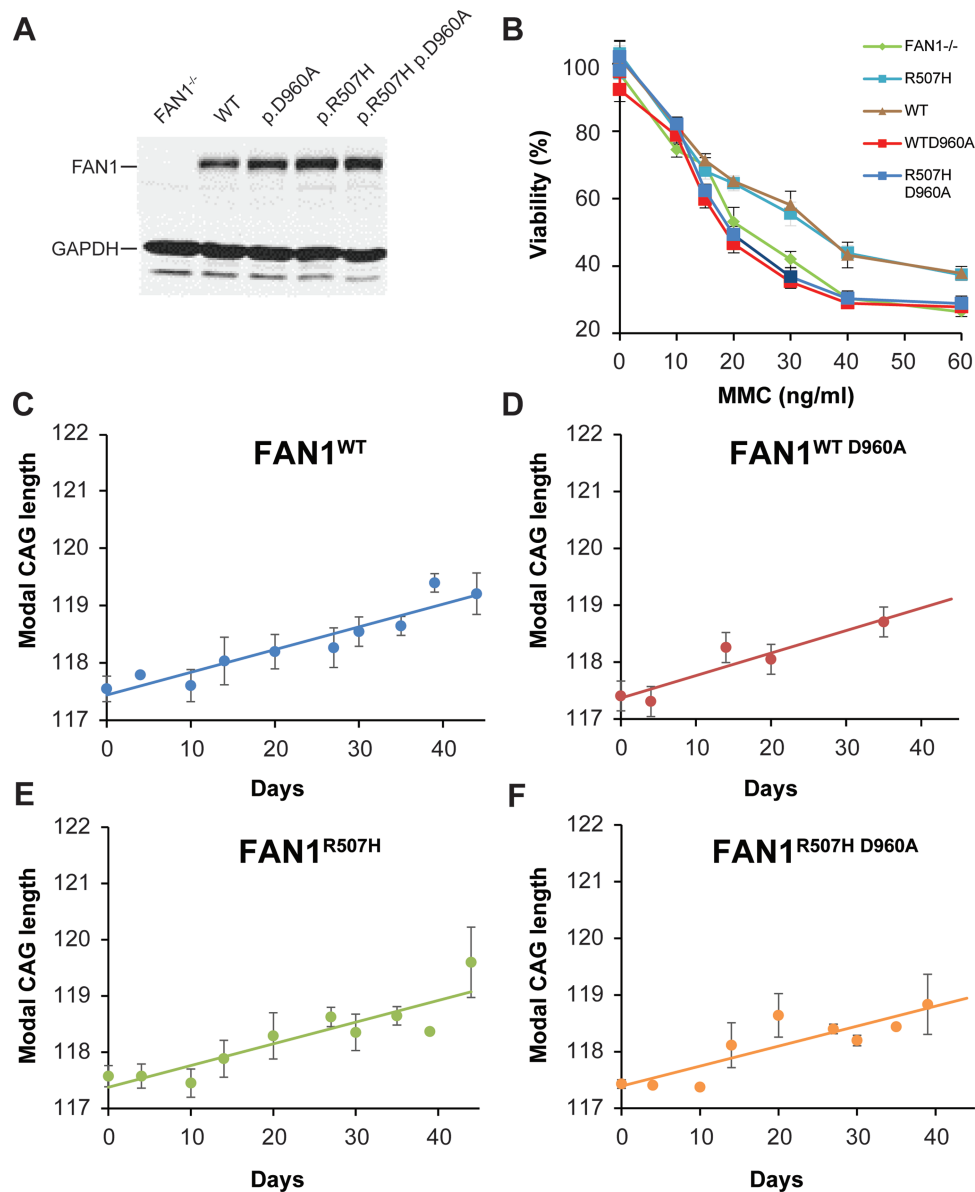 A
FAN1-/-
WT
p.D960A
p.R507H
p.R507H p.D960A
FAN1
GAPDH
B
Viability (%)
100
80
60
40
20
0 10 20 30 40 50 60
MMC (ng/ml)
FAN1-/-
R507H
WT
WTD960A
R507H
D960A
C
FAN1WT
Modal CAG length
122
121
120
119
118
117
0 10 20 30 40
Days
D
FAN1WT D960A
Modal CAG length
122
121
120
119
118
117
0 20 40
Days
E
FAN1R507H
Modal CAG length
122
121
120
119
118
117
0 10 20 30 40
Days
F
FAN1R507H D960A
Modal CAG length
122
121
120
119
118
117
0 10 20 30 40
Days